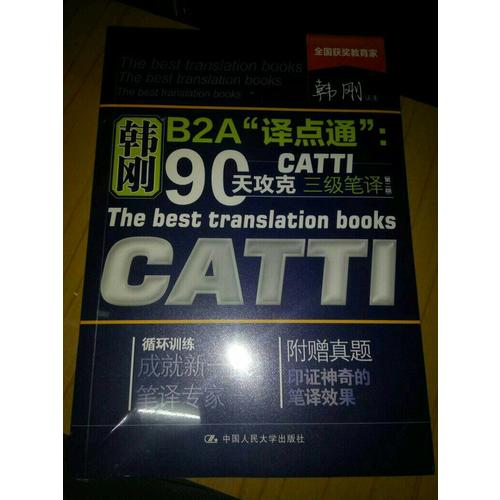 The best translation books
The best translation books
The best translation books
全国获奖教育家
韩刚
韩刚
B2A“译点通”:
90天攻克
CATTI
三级笔译
The best translation books
CATTI
循环训练
成就新一
笔译专家
附赠真题
印证神奇的
笔译效果
中国人民大学出版社